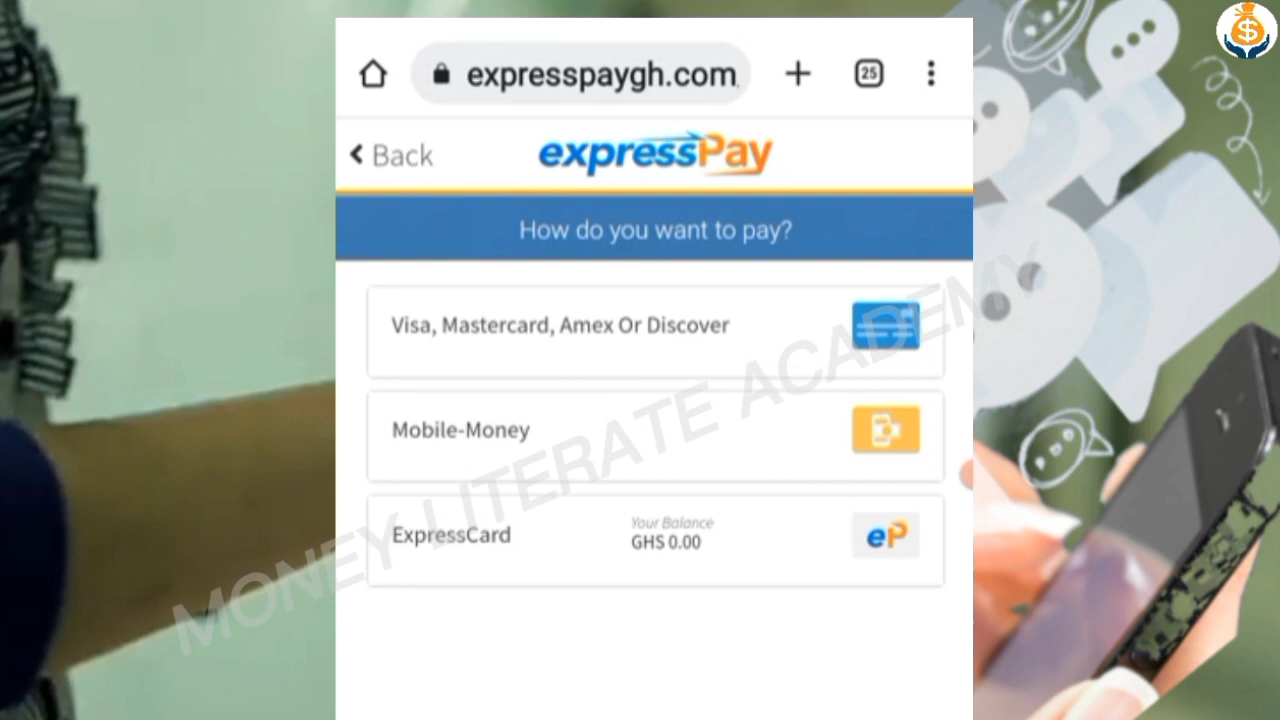 expresspaygh.com
25
Back
expressPay
How do you want to pay?
Visa, Mastercard, Amex Or Discover
Mobile-Money
ExpressCard
Your Balance
GHS 0.00
eP
MONEY LITERATE ACADEMY
$